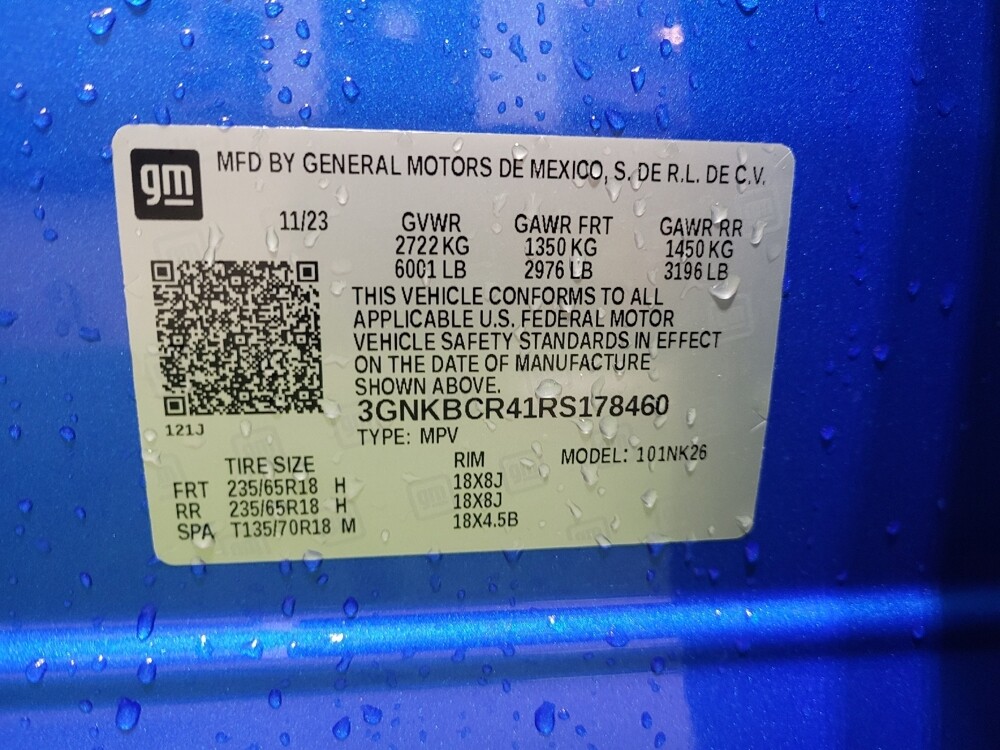 gm MFD BY GENERAL MOTORS DE MEXICO, S. DE R.L. DE C.V.
11/23 GVWR GAWR FRT GAWR RR
2722 KG 1350 KG 1450 KG
6001 LB 2976 LB 3196 LB
THIS VEHICLE CONFORMS TO ALL
APPLICABLE U.S. FEDERAL MOTOR
VEHICLE SAFETY STANDARDS IN EFFECT
ON THE DATE OF MANUFACTURE
SHOWN ABOVE.
3GNKBCR41RS178460
121J
TYPE: MPV
TIRE SIZE RIM MODEL: 101NK26
FRT 235/65R18 H 18X8J
RR 235/65R18 H 18X8J
SPA T135/70R18 M 18X4.5B